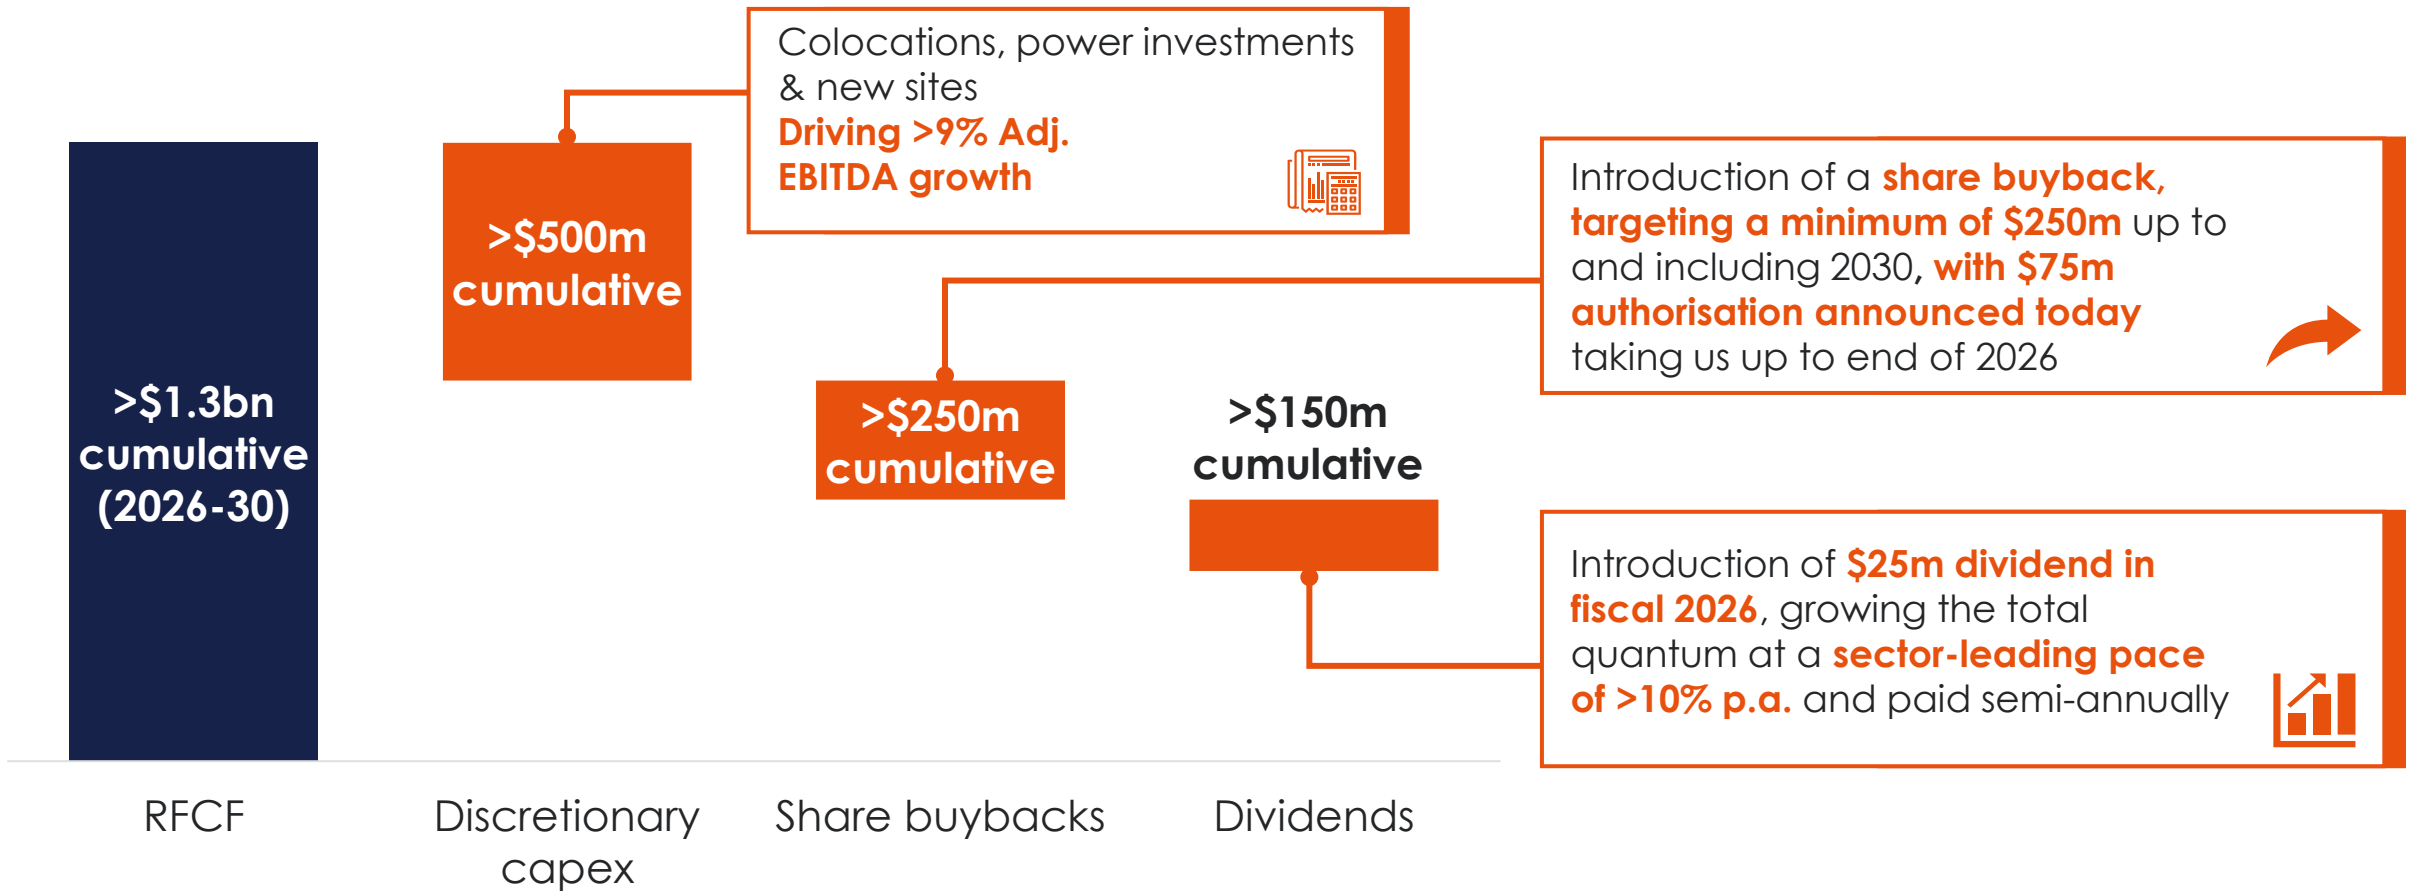 Colocations, power investments
& new sites
Driving >9% Adj.
EBITDA growth
>$500m
cumulative
Introduction of a share buyback,
targeting a minimum of $250m up to
and including 2030, with $75m
authorisation announced today
taking us up to end of 2026
>$1.3bn
cumulative
(2026-30)
>$250m
cumulative
>$150m
cumulative
Introduction of $25m dividend in
fiscal 2026, growing the total
quantum at a sector-leading pace
of >10% p.a. and paid semi-annually
RFCF
Discretionary
capex
Share buybacks
Dividends